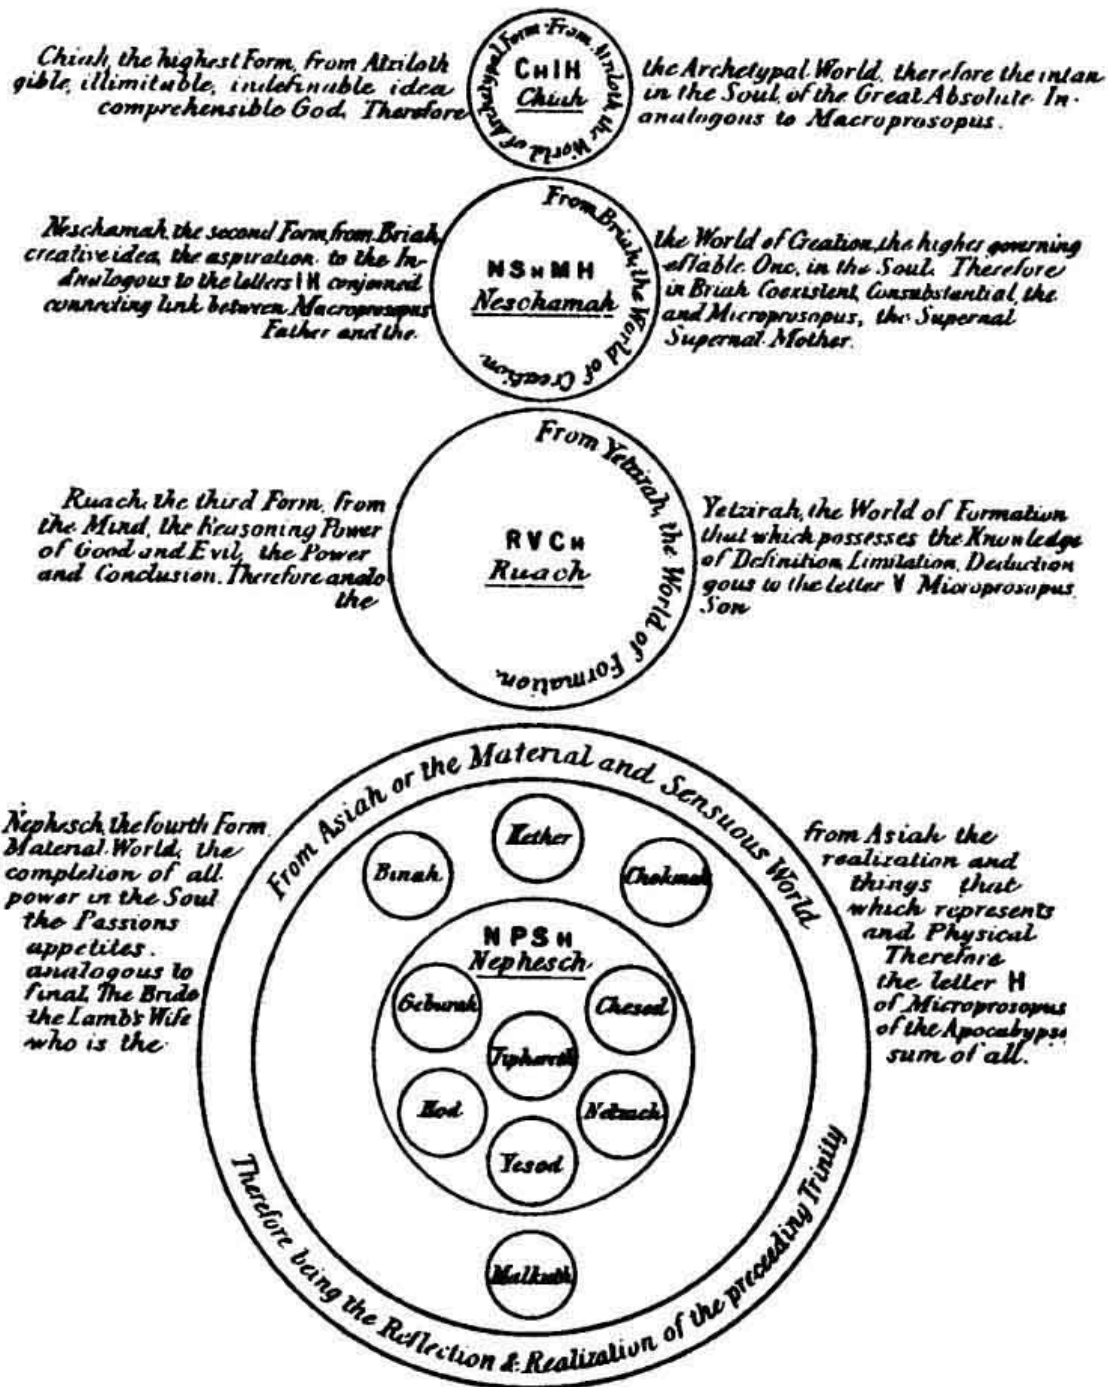 Chiah, the highest Form, from Atziloth
gible, illimitable, indefinable idea
comprehensible God. Therefore
From Atziloth the World of Archetypal Form
CHIH
Chiah
the Archetypal World, therefore the intan
in the Soul, of the Great Absolute In-
analogous to Macroprosopus.
Neschamah, the second Form, from Briah,
creative idea, the aspiration to the In-
Analogous to the letters IH conjoined
connecting link between Macroprosopus
Father and the
From Briah, the World of Creation.
NSHMH
Neschamah
the World of Creation, the higher governing
effable One, in the Soul. Therefore
in Briah Coexistent, Consubstantial, the
and Microprosopus, the Supernal
Supernal Mother.
Ruach, the third Form, from
the Mind, the Reasoning Power
of Good and Evil, the Power
and Conclusion. Therefore analo
the
From Yetzirah, the World of Formation.
RVCH
Ruach
Yetzirah, the World of Formation
that which possesses the Knowledge
of Definition, Limitation, Deduction
gous to the letter V Microprosopus,
Son
Nephesch, the fourth Form,
Material World, the
completion of all
power in the Soul
the Passions
appetites.
analogous to
final, The Bride
the Lamb's Wife
who is the
From Asiah or the Material and Sensuous World
Kether
Binah
Chokmah
NPSH
Nephesch
Geburah
Chesed
Tiphereth
Hod
Netzach
Yesod
Malkuth
Therefore being the Reflection & Realization of the preceeding Trinity
from Asiah the
realization and
things that
which represents
and Physical
Therefore
the letter H
of Microprosopus
of the Apocalypse
sum of all.